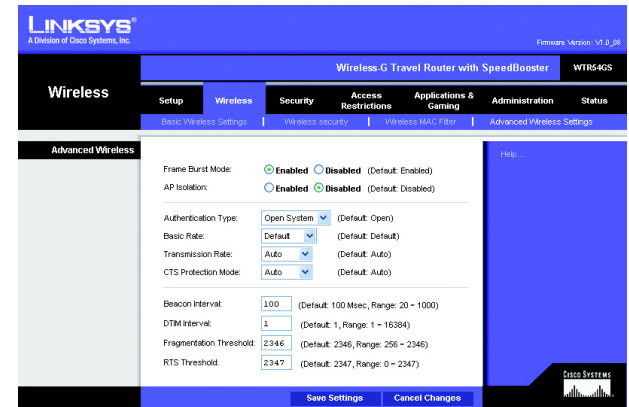 LINKSYS®
A Division of Cisco Systems, Inc.
Firmware Version: V1.0_08
Wireless-G Travel Router with SpeedBooster WTR54GS
Wireless
Setup Wireless Security Access Restrictions Applications & Gaming Administration Status
Basic Wireless Settings | Wireless security | Wireless MAC Filter | Advanced Wireless Settings
Advanced Wireless
Help...
Frame Burst Mode: Enabled Disabled (Default: Enabled)
AP Isolation: Enabled Disabled (Default: Disabled)
Authentication Type: Open System (Default: Open)
Basic Rate: Default (Default: Default)
Transmission Rate: Auto (Default: Auto)
CTS Protection Mode: Auto (Default: Auto)
Beacon Interval: 100 (Default: 100 Msec, Range: 20 ~ 1000)
DTIM Interval: 1 (Default: 1, Range: 1 ~ 16384)
Fragmentation Threshold: 2346 (Default: 2346, Range: 256 ~ 2346)
RTS Threshold: 2347 (Default: 2347, Range: 0 ~ 2347)
Save Settings Cancel Changes
CISCO SYSTEMS